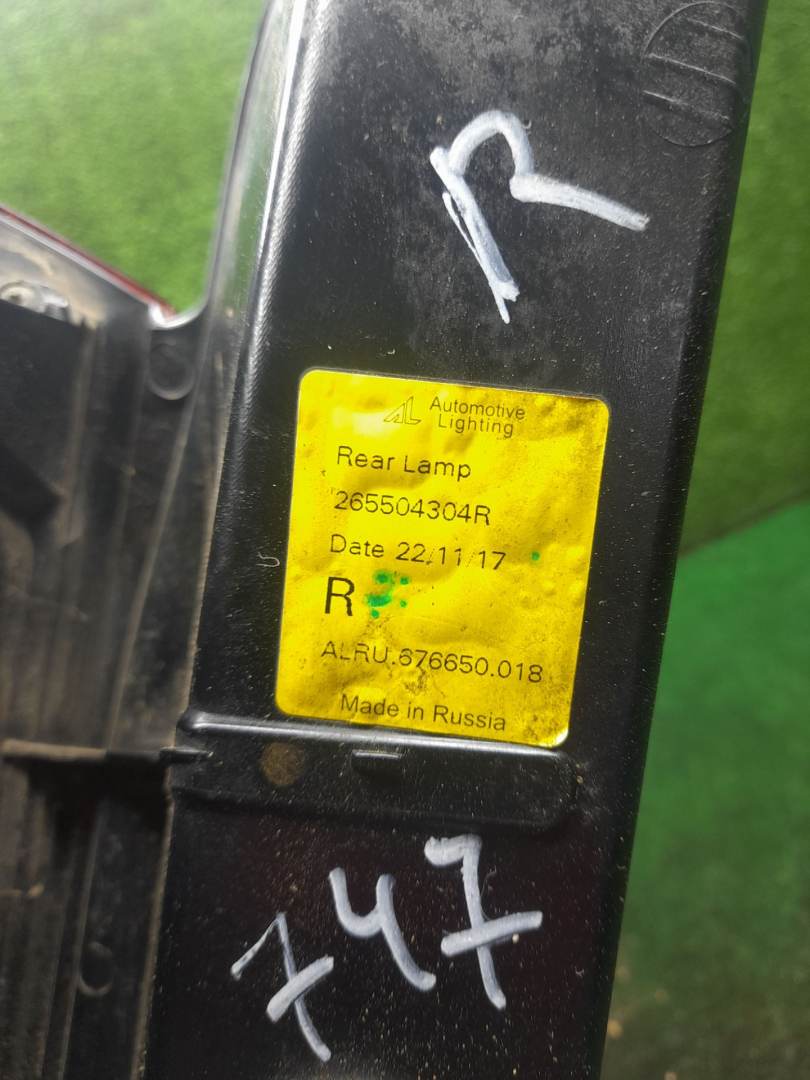 R
Automotive
Lighting
Rear Lamp
265504304R
Date 22/11/17
R
ALRU.676650.018
Made in Russia
747